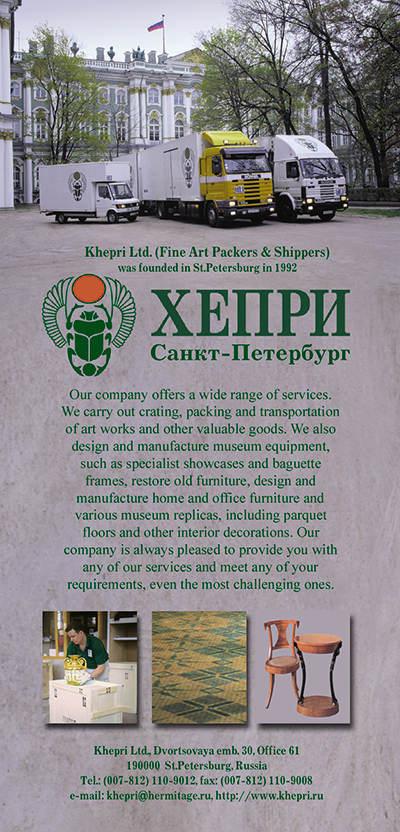 Khepri Ltd. (Fine Art Packers & Shippers)
was founded in St.Petersburg in 1992
ХЕПРИ
Санкт-Петербург
Our company offers a wide range of services.
We carry out crating, packing and transportation
of art works and other valuable goods. We also
design and manufacture museum equipment,
such as specialist showcases and baguette
frames, restore old furniture, design and
manufacture home and office furniture and
various museum replicas, including parquet
floors and other interior decorations. Our
company is always pleased to provide you with
any of our services and meet any of your
requirements, even the most challenging ones.
Khepri Ltd., Dvortsovaya emb. 30, Office 61
190000 St.Petersburg, Russia
Tel.: (007-812) 110-9012, fax: (007-812) 110-9008
e-mail: khepri@hermitage.ru, http://www.khepri.ru